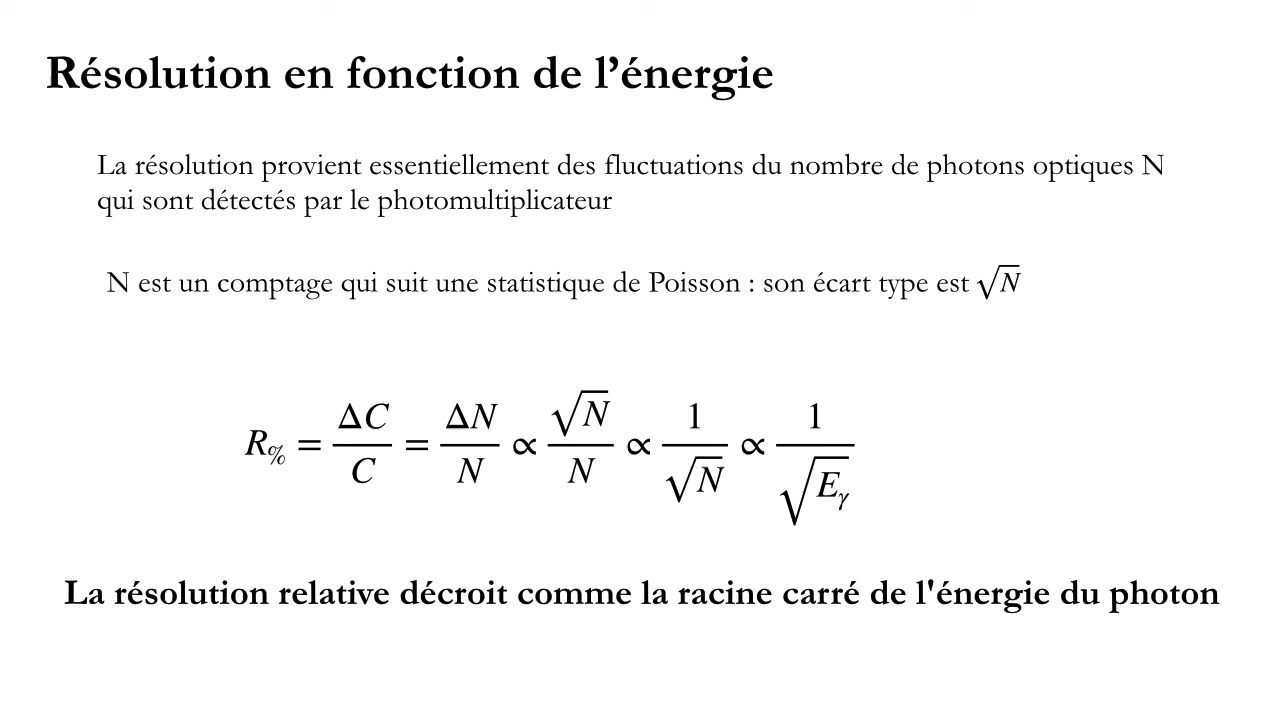 Résolution en fonction de l’énergie
La résolution provient essentiellement des fluctuations du nombre de photons optiques N
qui sont détectés par le photomultiplicateur
N est un comptage qui suit une statistique de Poisson : son écart type est √N
R% = ΔC/C = ΔN/N ∝ √N/N ∝ 1/√N ∝ 1/√Eγ
La résolution relative décroit comme la racine carré de l'énergie du photon